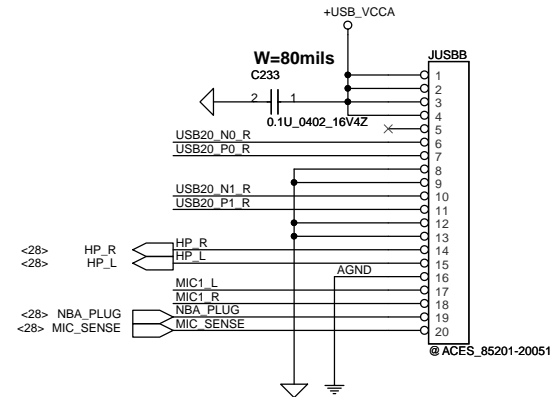 +USB_VCCA
JUSBB
W=80mils
C233
2 1
0.1U_0402_16V4Z
1
2
3
4
5
USB20_N0_R 6
USB20_P0_R 7
8
9
USB20_N1_R 10
USB20_P1_R 11
12
13
<28> HP_R HP_R 14
<28> HP_L HP_L 15
AGND 16
MIC1_L 17
MIC1_R 18
<28> NBA_PLUG NBA_PLUG 19
<28> MIC_SENSE MIC_SENSE 20
@ ACES_85201-20051